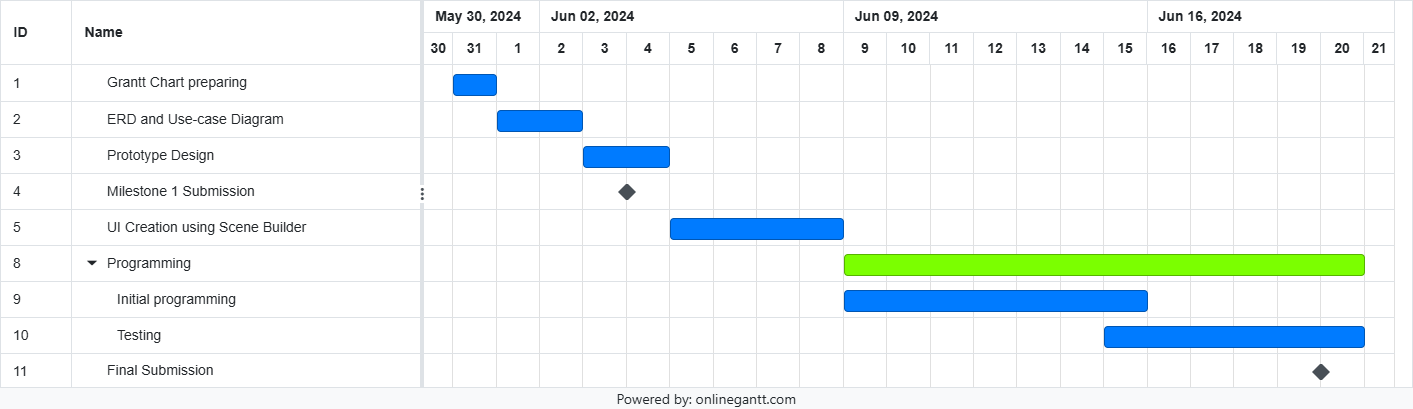 ID Name May 30, 2024 Jun 02, 2024 Jun 09, 2024 Jun 16, 2024
30 31 1 2 3 4 5 6 7 8 9 10 11 12 13 14 15 16 17 18 19 20 21
1 Grantt Chart preparing
2 ERD and Use-case Diagram
3 Prototype Design
4 Milestone 1 Submission
5 UI Creation using Scene Builder
8 Programming
9 Initial programming
10 Testing
11 Final Submission
Powered by: onlinegantt.com